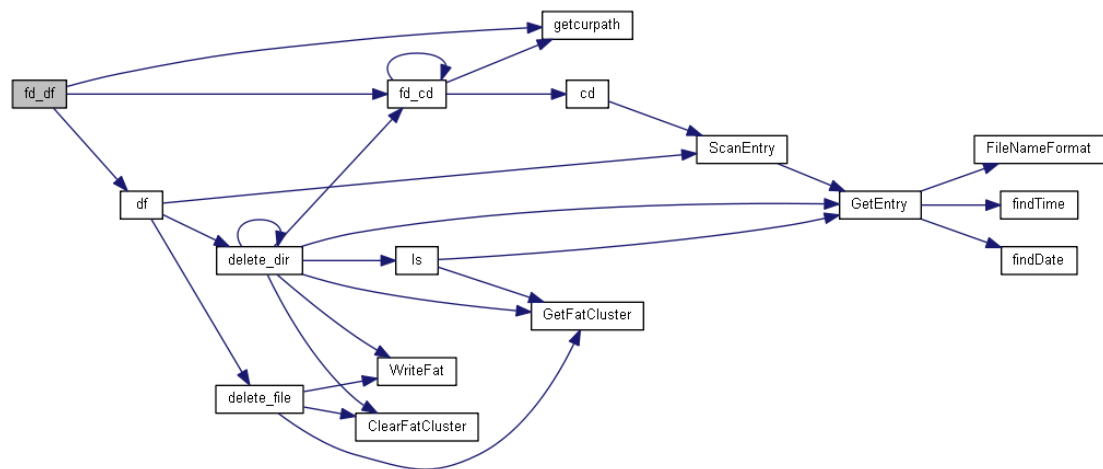 getcurpath
fd_df
fd_cd
cd
ScanEntry
FileNameFormat
df
GetEntry
findTime
delete_dir
ls
findDate
GetFatCluster
WriteFat
delete_file
ClearFatCluster